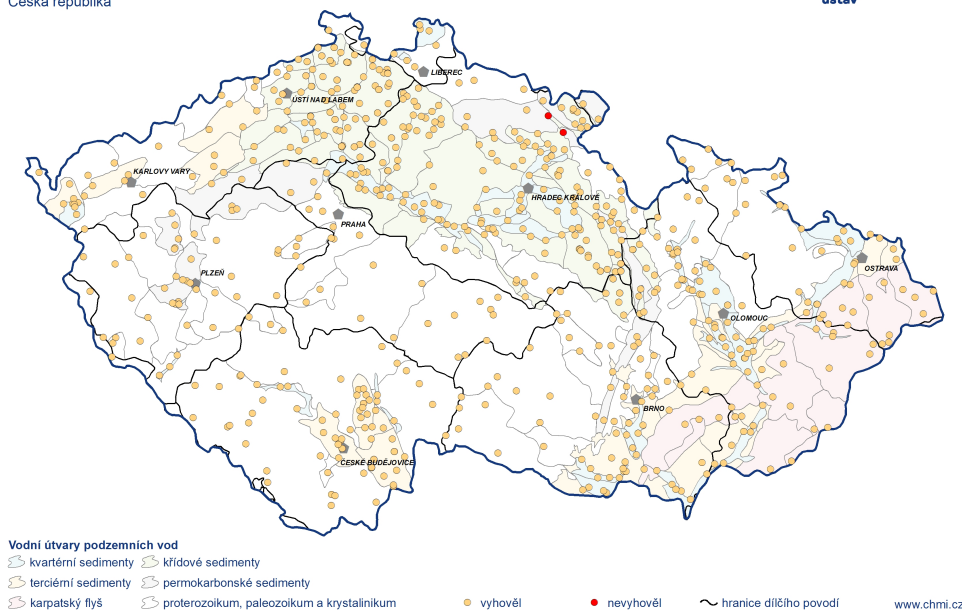 Česká republika
ústav
LIBEREC
ÚSTÍ NAD LABEM
KARLOVY VARY
HRADEC KRÁLOVÉ
PRAHA
PLZEŇ
OSTRAVA
OLOMOUC
BRNO
ČESKÉ BUDĚJOVICE
Vodní útvary podzemních vod
kvartérní sedimenty křídové sedimenty
terciérní sedimenty permokarbonské sedimenty
karpatský flyš proterozoikum, paleozoikum a krystalinikum vyhověl nevyhověl hranice dílčího povodí www.chmi.cz